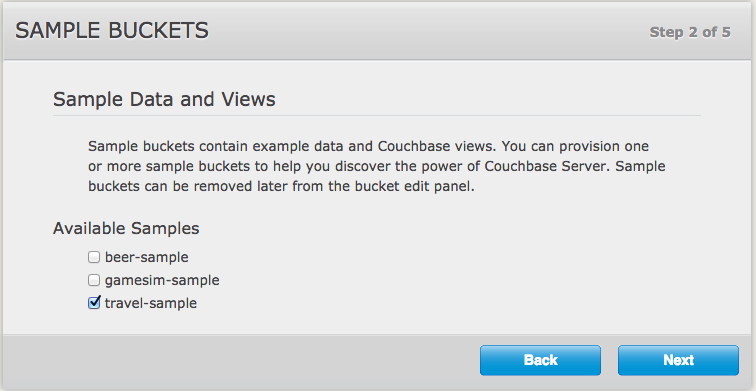 SAMPLE BUCKETS
Step 2 of 5
Sample Data and Views
Sample buckets contain example data and Couchbase views. You can provision one
or more sample buckets to help you discover the power of Couchbase Server. Sample
buckets can be removed later from the bucket edit panel.
Available Samples
beer-sample
gamesim-sample
travel-sample
Back
Next